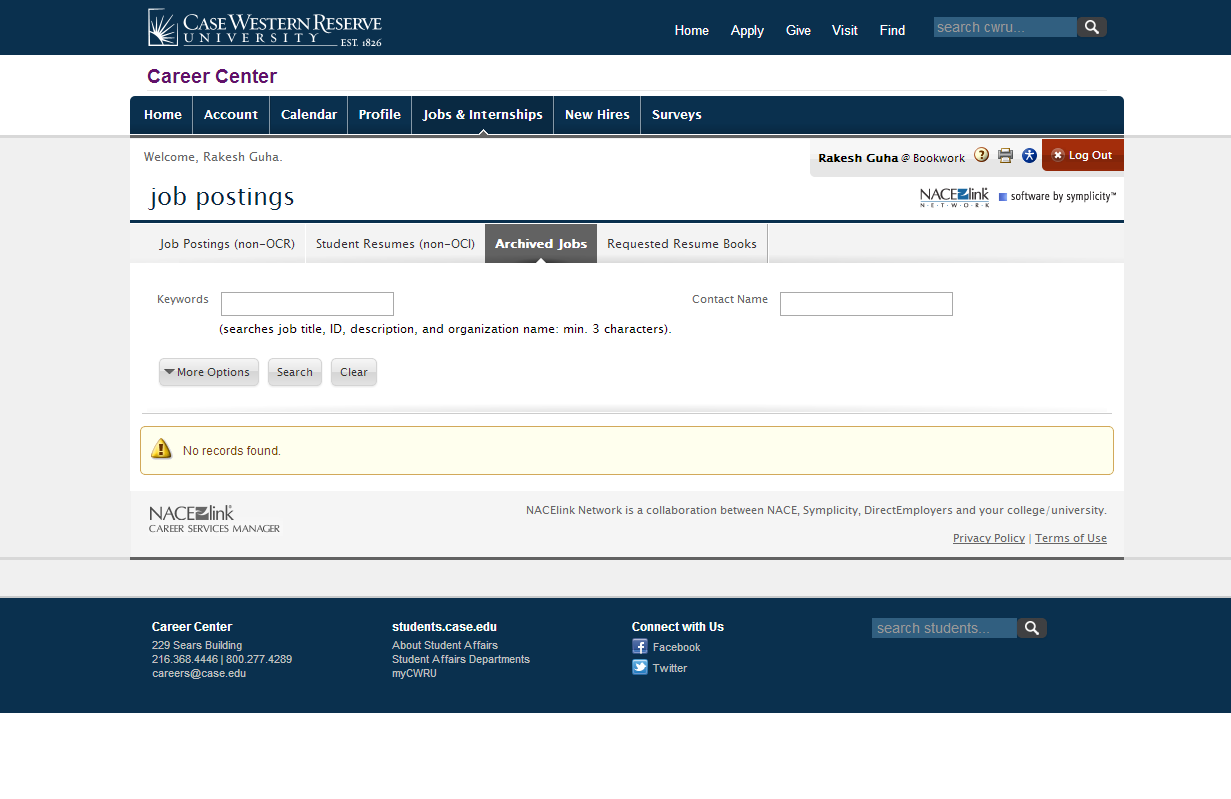 CASE WESTERN RESERVE
UNIVERSITY EST. 1826
Home Apply Give Visit Find search cwru...
Career Center
Home Account Calendar Profile Jobs & Internships New Hires Surveys
Welcome, Rakesh Guha.
Rakesh Guha @ Bookwork ? Log Out
job postings
NACElink
NETWORK
software by symplicity™
Job Postings (non-OCR) Student Resumes (non-OCI) Archived Jobs Requested Resume Books
Keywords Contact Name
(searches job title, ID, description, and organization name: min. 3 characters).
More Options Search Clear
No records found.
NACElink
CAREER SERVICES MANAGER
NACElink Network is a collaboration between NACE, Symplicity, DirectEmployers and your college/university.
Privacy Policy | Terms of Use
Career Center
229 Sears Building
216.368.4446 | 800.277.4289
careers@case.edu
students.case.edu
About Student Affairs
Student Affairs Departments
myCWRU
Connect with Us
Facebook
Twitter
search students...